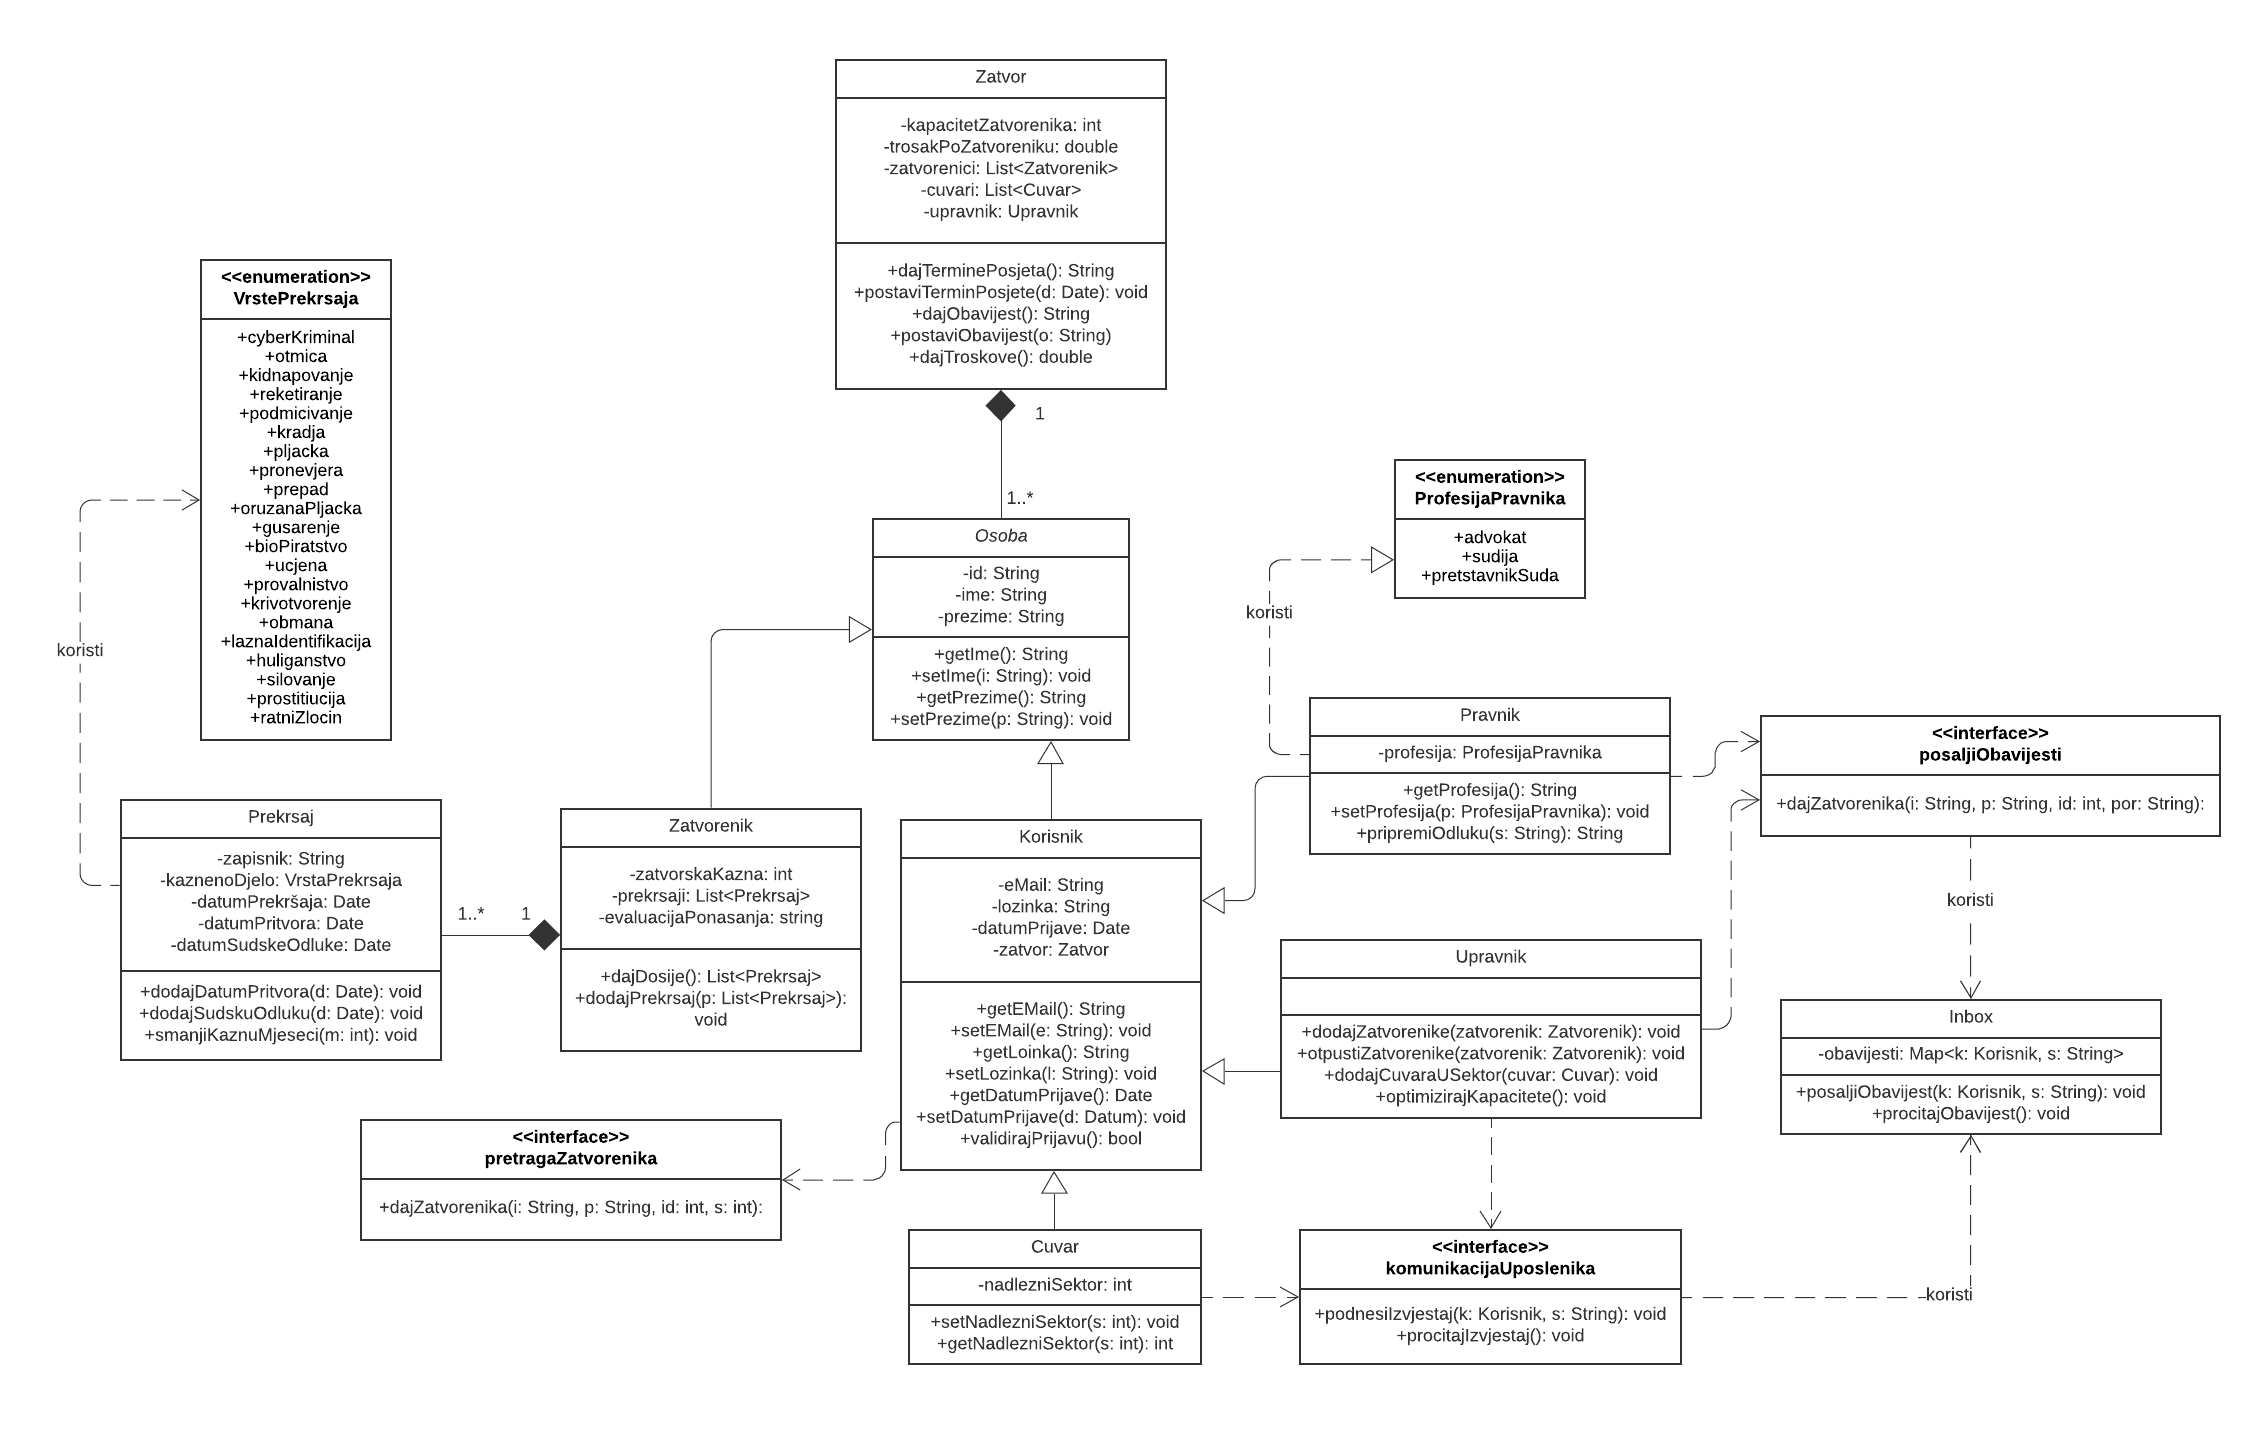 Zatvor
-kapacitetZatvorenika: int
-trosakPoZatvoreniku: double
-zatvorenici: List<Zatvorenik>
-cuvari: List<Cuvar>
-upravnik: Upravnik
+dajTerminePosjeta(): String
+postaviTerminPosjete(d: Date): void
+dajObavijest(): String
+postaviObavijest(o: String)
+dajTroskove(): double
1
1..*
<<enumeration>>
VrstePrekrsaja
+cyberKriminal
+otmica
+kidnapovanje
+reketiranje
+podmicivanje
+kradja
+pljacka
+pronevjera
+prepad
+oruzanaPljacka
+gusarenje
+bioPiratstvo
+ucjena
+provalnistvo
+krivotvorenje
+obmana
+laznaIdentifikacija
+huliganstvo
+silovanje
+prostitiucija
+ratniZlocin
koristi
Osoba
-id: String
-ime: String
-prezime: String
+getIme(): String
+setIme(i: String): void
+getPrezime(): String
+setPrezime(p: String): void
<<enumeration>>
ProfesijaPravnika
+advokat
+sudija
+pretstavnikSuda
koristi
Pravnik
-profesija: ProfesijaPravnika
+getProfesija(): String
+setProfesija(p: ProfesijaPravnika): void
+pripremiOdluku(s: String): String
<<interface>>
posaljiObavijesti
+dajZatvorenika(i: String, p: String, id: int, por: String):
koristi
Prekrsaj
-zapisnik: String
-kaznenoDjelo: VrstaPrekrsaja
-datumPrekršaja: Date
-datumPritvora: Date
-datumSudskeOdluke: Date
+dodajDatumPritvora(d: Date): void
+dodajSudskuOdluku(d: Date): void
+smanjiKaznuMjeseci(m: int): void
1..*
1
Zatvorenik
-zatvorskaKazna: int
-prekrsaji: List<Prekrsaj>
-evaluacijaPonasanja: string
+dajDosije(): List<Prekrsaj>
+dodajPrekrsaj(p: List<Prekrsaj>):
void
Korisnik
-eMail: String
-lozinka: String
-datumPrijave: Date
-zatvor: Zatvor
+getEMail(): String
+setEMail(e: String): void
+getLoinka(): String
+setLozinka(l: String): void
+getDatumPrijave(): Date
+setDatumPrijave(d: Datum): void
+validirajPrijavu(): bool
Upravnik
+dodajZatvorenike(zatvorenik: Zatvorenik): void
+otpustiZatvorenike(zatvorenik: Zatvorenik): void
+dodajCuvaraUSektor(cuvar: Cuvar): void
+optimizirajKapacitete(): void
Inbox
-obavijesti: Map<k: Korisnik, s: String>
+posaljiObavijest(k: Korisnik, s: String): void
+procitajObavijest(): void
<<interface>>
pretragaZatvorenika
+dajZatvorenika(i: String, p: String, id: int, s: int):
Cuvar
-nadlezniSektor: int
+setNadlezniSektor(s: int): void
+getNadlezniSektor(s: int): int
<<interface>>
komunikacijaUposlenika
+podnesiIzvjestaj(k: Korisnik, s: String): void
+procitajIzvjestaj(): void
koristi